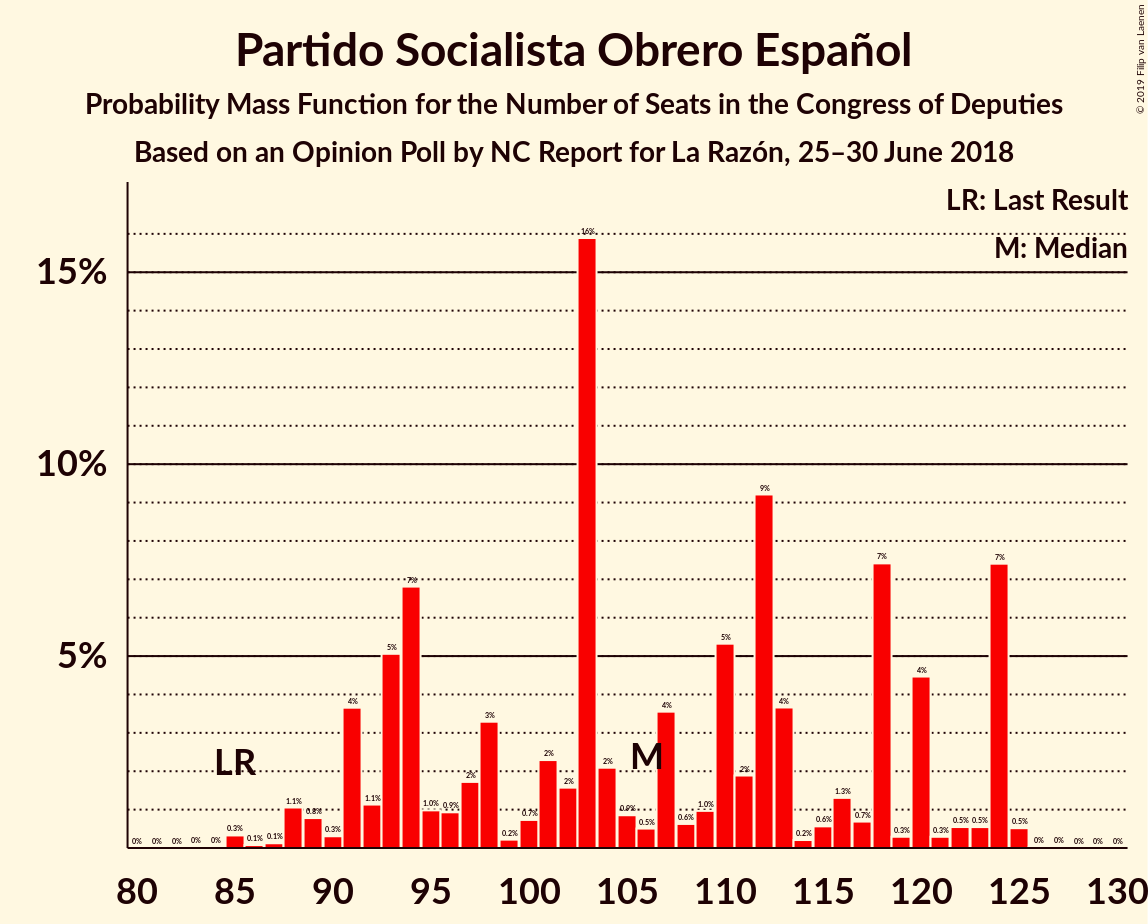 Partido Socialista Obrero Español
Probability Mass Function for the Number of Seats in the Congress of Deputies
Based on an Opinion Poll by NC Report for La Razón, 25–30 June 2018
© 2019 Filip van Laenen
LR: Last Result
M: Median
15%
10%
5%
LR
M
0% 0% 0% 0% 0% 0.3% 0.1% 0.1% 1.1% 0.8% 0.3% 4% 1.1% 5% 7% 1.0% 0.9% 2% 3% 0.2% 0.7% 2% 2% 16% 2% 0.9% 0.5% 4% 0.6% 1.0% 5% 2% 9% 4% 0.2% 0.6% 1.3% 0.7% 7% 0.3% 4% 0.3% 0.5% 0.5% 7% 0.5% 0% 0% 0% 0% 0%
80 85 90 95 100 105 110 115 120 125 130